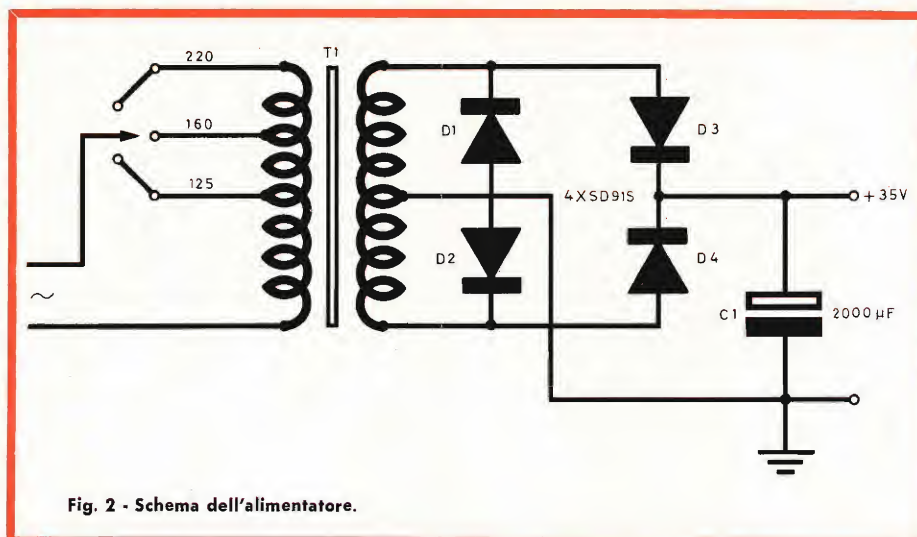 220
T1
160
D1
D3
125
4XSD91S
+35V
D2
D4
C1
2000 µF
~
Fig. 2 - Schema dell'alimentatore.